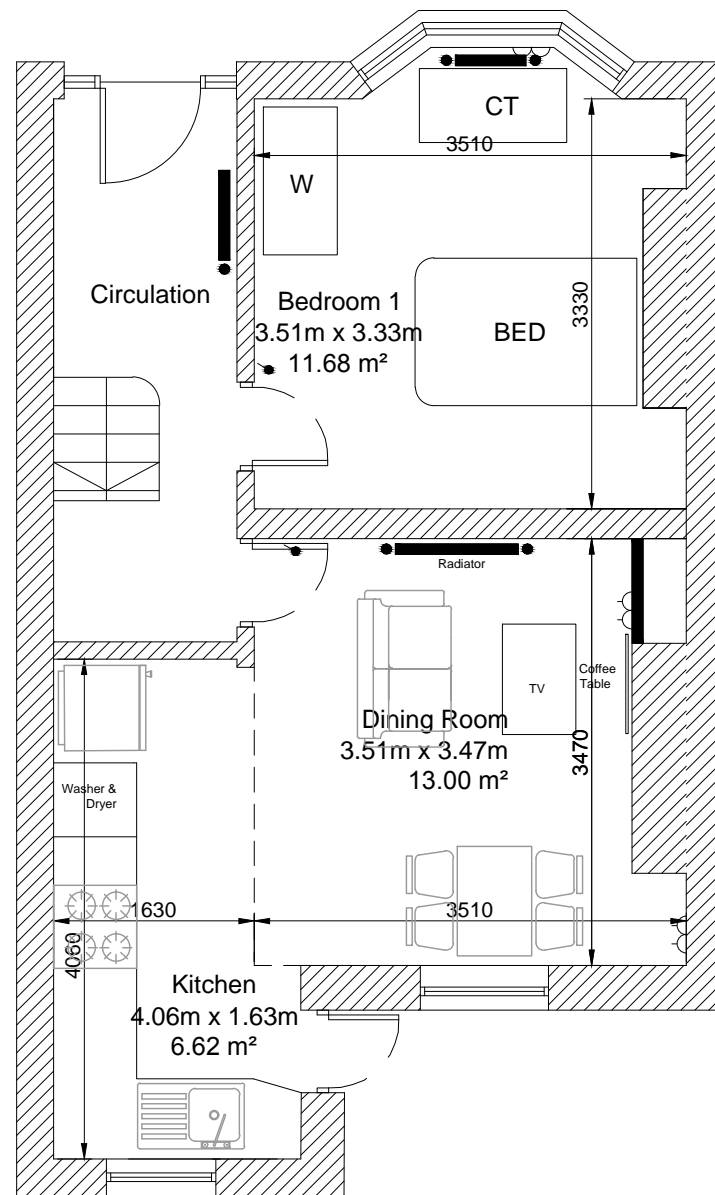 CT
3510
W
Circulation
Bedroom 1
3.51m x 3.33m
11.68 m²
BED
3330
Radiator
TV
Coffee
Table
Dining Room
3.51m x 3.47m
13.00 m²
3470
Washer &
Dryer
1630
3510
4060
Kitchen
4.06m x 1.63m
6.62 m²